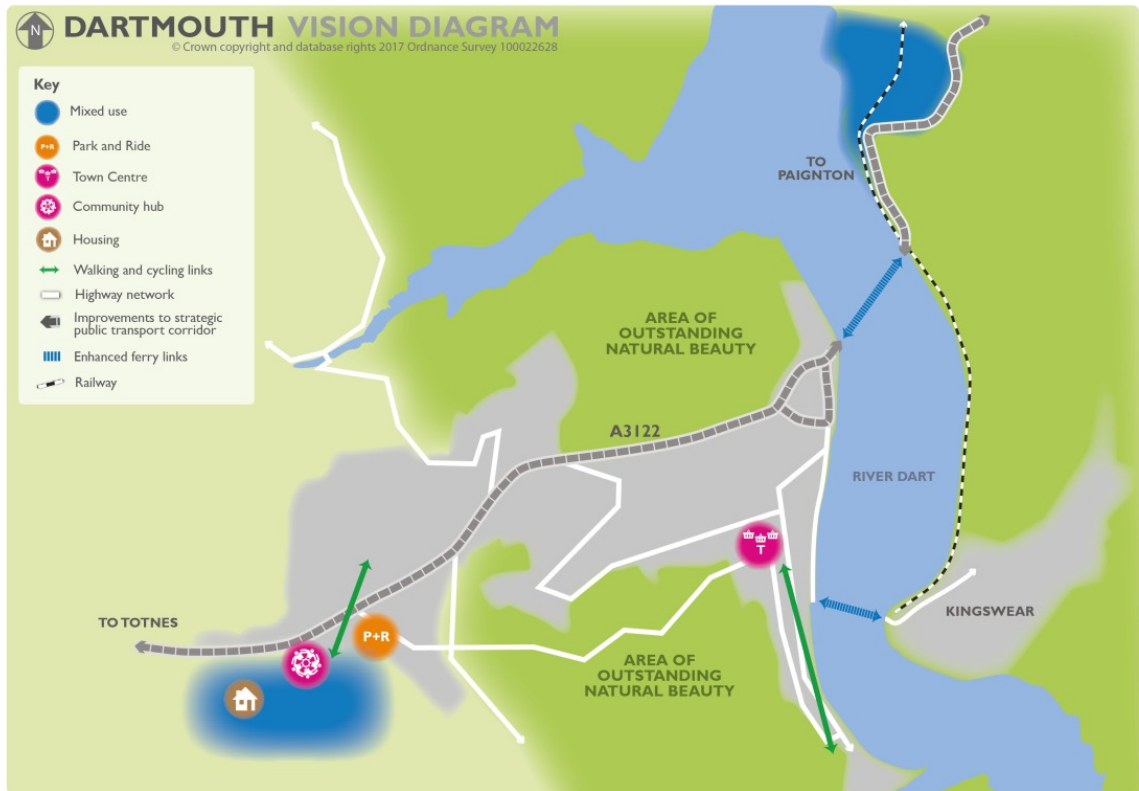 N
DARTMOUTH VISION DIAGRAM
© Crown copyright and database rights 2017 Ordnance Survey 100022628
Key
Mixed use
P+R
Park and Ride
T
Town Centre
Community hub
Housing
Walking and cycling links
Highway network
Improvements to strategic
public transport corridor
Enhanced ferry links
Railway
TO
PAIGNTON
AREA OF
OUTSTANDING
NATURAL BEAUTY
A3122
RIVER DART
T
KINGSWEAR
TO TOTNES
P+R
AREA OF
OUTSTANDING
NATURAL BEAUTY